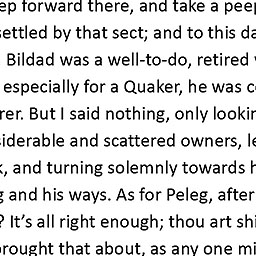 ep forward there, and take a pee
settled by that sect; and to this da
Bildad was a well-to-do, retired
especially for a Quaker, he was c
rer. But I said nothing, only looki
siderable and scattered owners, le
, and turning solemnly towards h
g and his ways. As for Peleg, after
? It's all right enough; thou art shi
brought that about, as any one mi